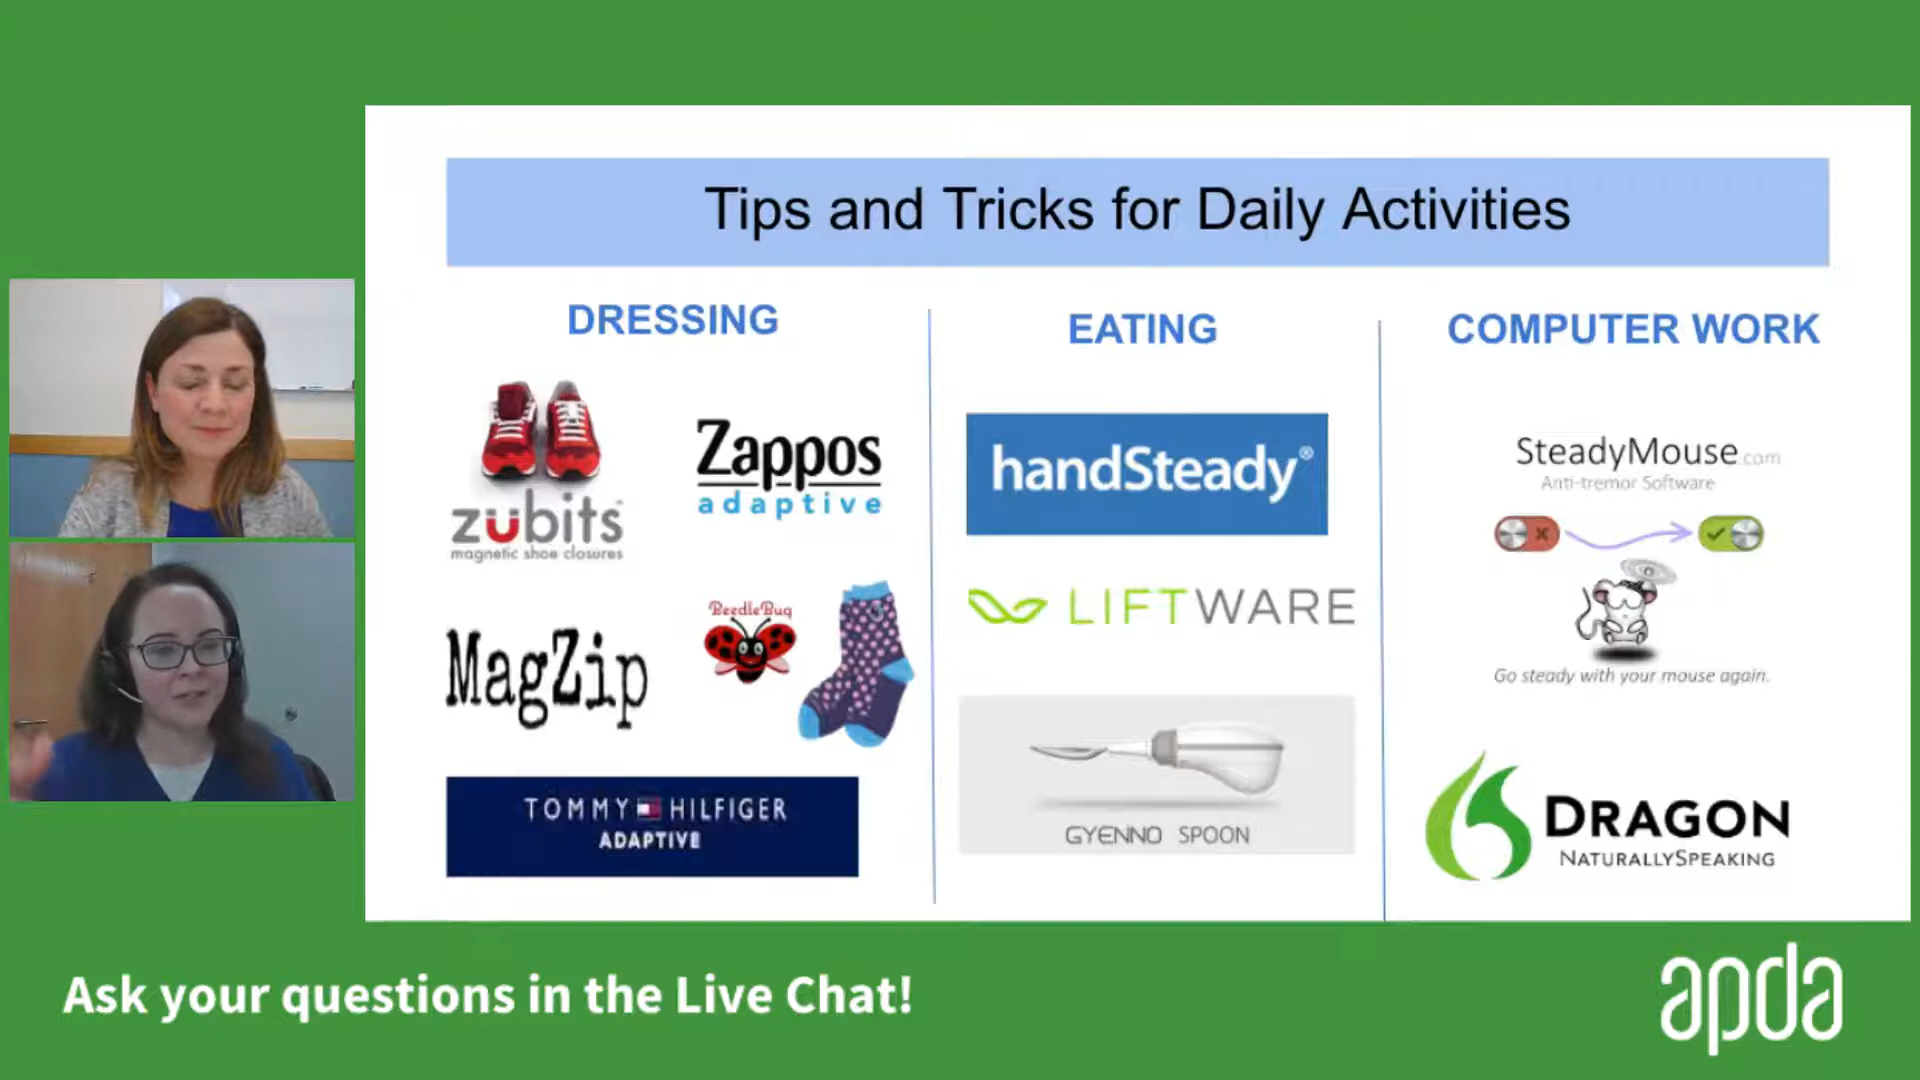 Tips and Tricks for Daily Activities
DRESSING
zubits
magnetic shoe closures
Zappos
adaptive
MagZip
BeedleBug
TOMMY HILFIGER
ADAPTIVE
EATING
handSteady®
LIFTWARE
GYENNO SPOON
COMPUTER WORK
SteadyMouse.com
Anti-tremor Software
Go steady with your mouse again.
DRAGON
NATURALLYSPEAKING
Ask your questions in the Live Chat!
apda